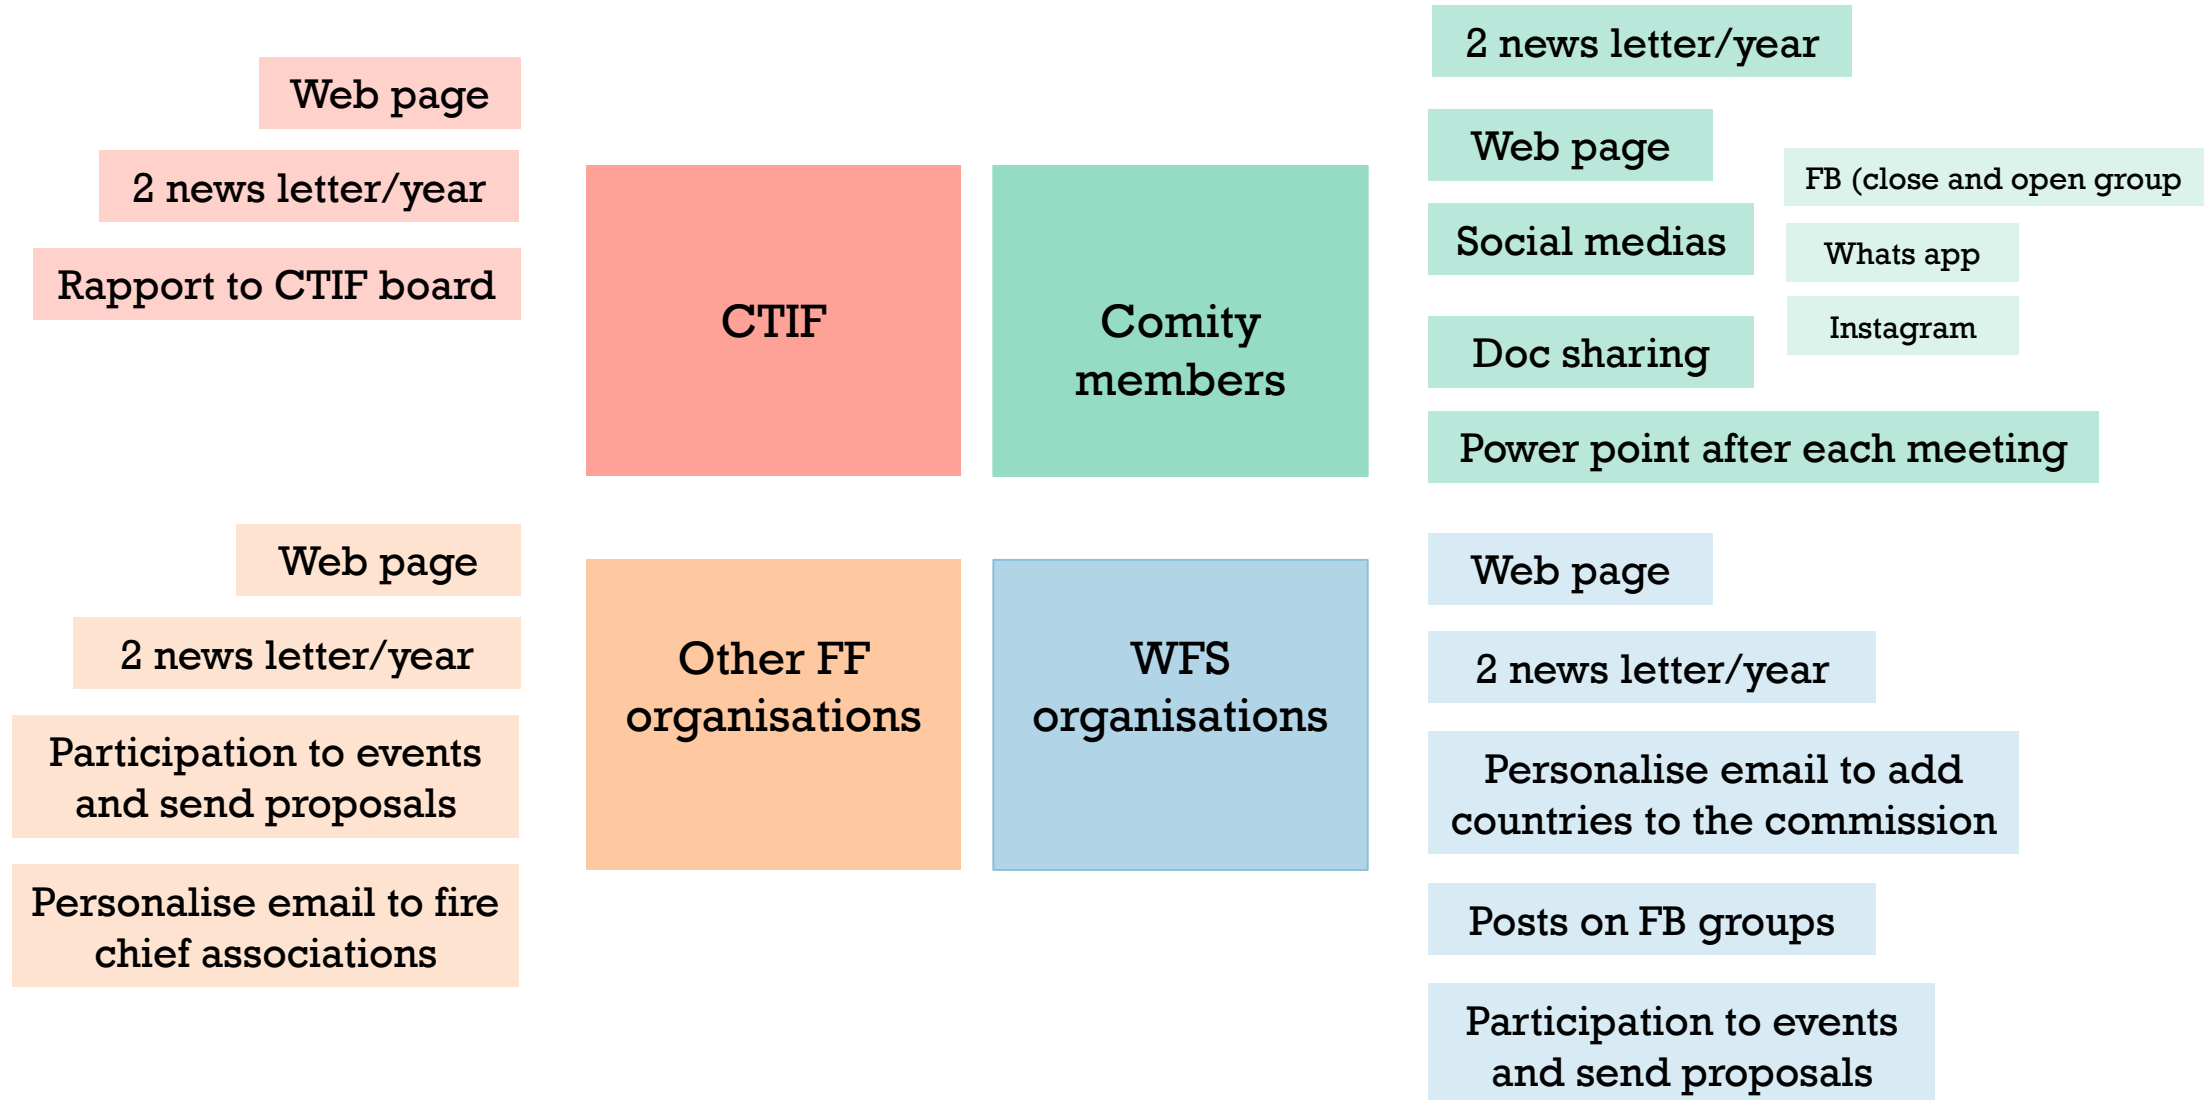 Web page
2 news letter/year
Rapport to CTIF board
CTIF
Comity
members
2 news letter/year
Web page
Social medias
FB (close and open group
Whats app
Instagram
Doc sharing
Power point after each meeting
Web page
2 news letter/year
Participation to events
and send proposals
Personalise email to fire
chief associations
Other FF
organisations
WFS
organisations
Web page
2 news letter/year
Personalise email to add
countries to the commission
Posts on FB groups
Participation to events
and send proposals